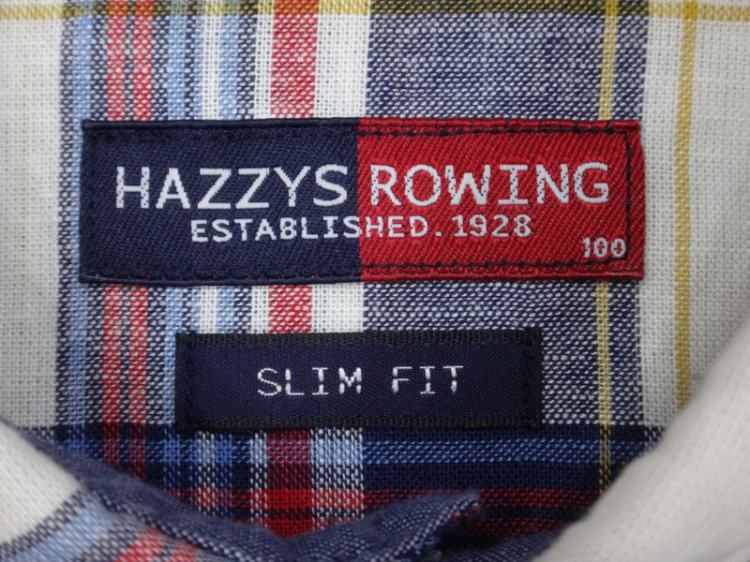 HAZZYS ROWING
ESTABLISHED. 1928
100
SLIM FIT